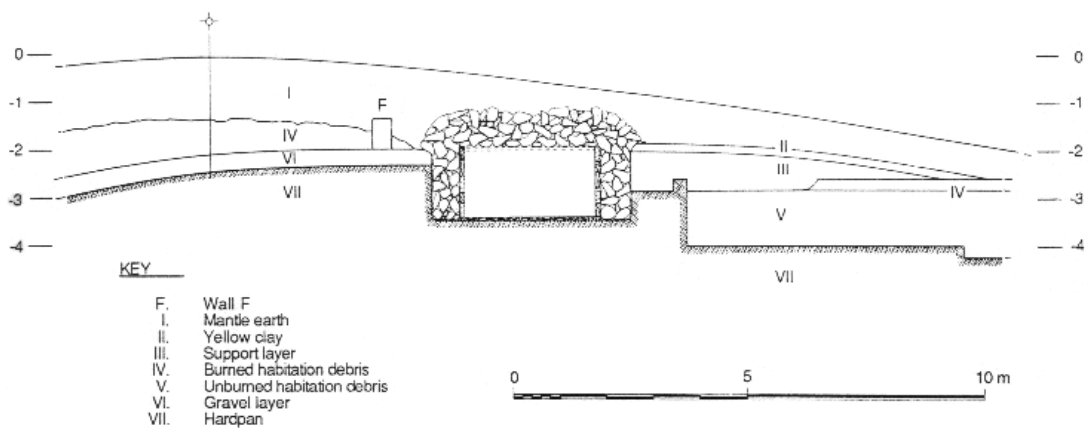 0
-1
-2
-3
-4
I
F
IV
VI
VII
II
III
IV
V
VII
0
-1
-2
-3
-4
KEY
F. Wall F
I. Mantle earth
II. Yellow clay
III. Support layer
IV. Burned habitation debris
V. Unburned habitation debris
VI. Gravel layer
VII. Hardpan
0 5 10 m